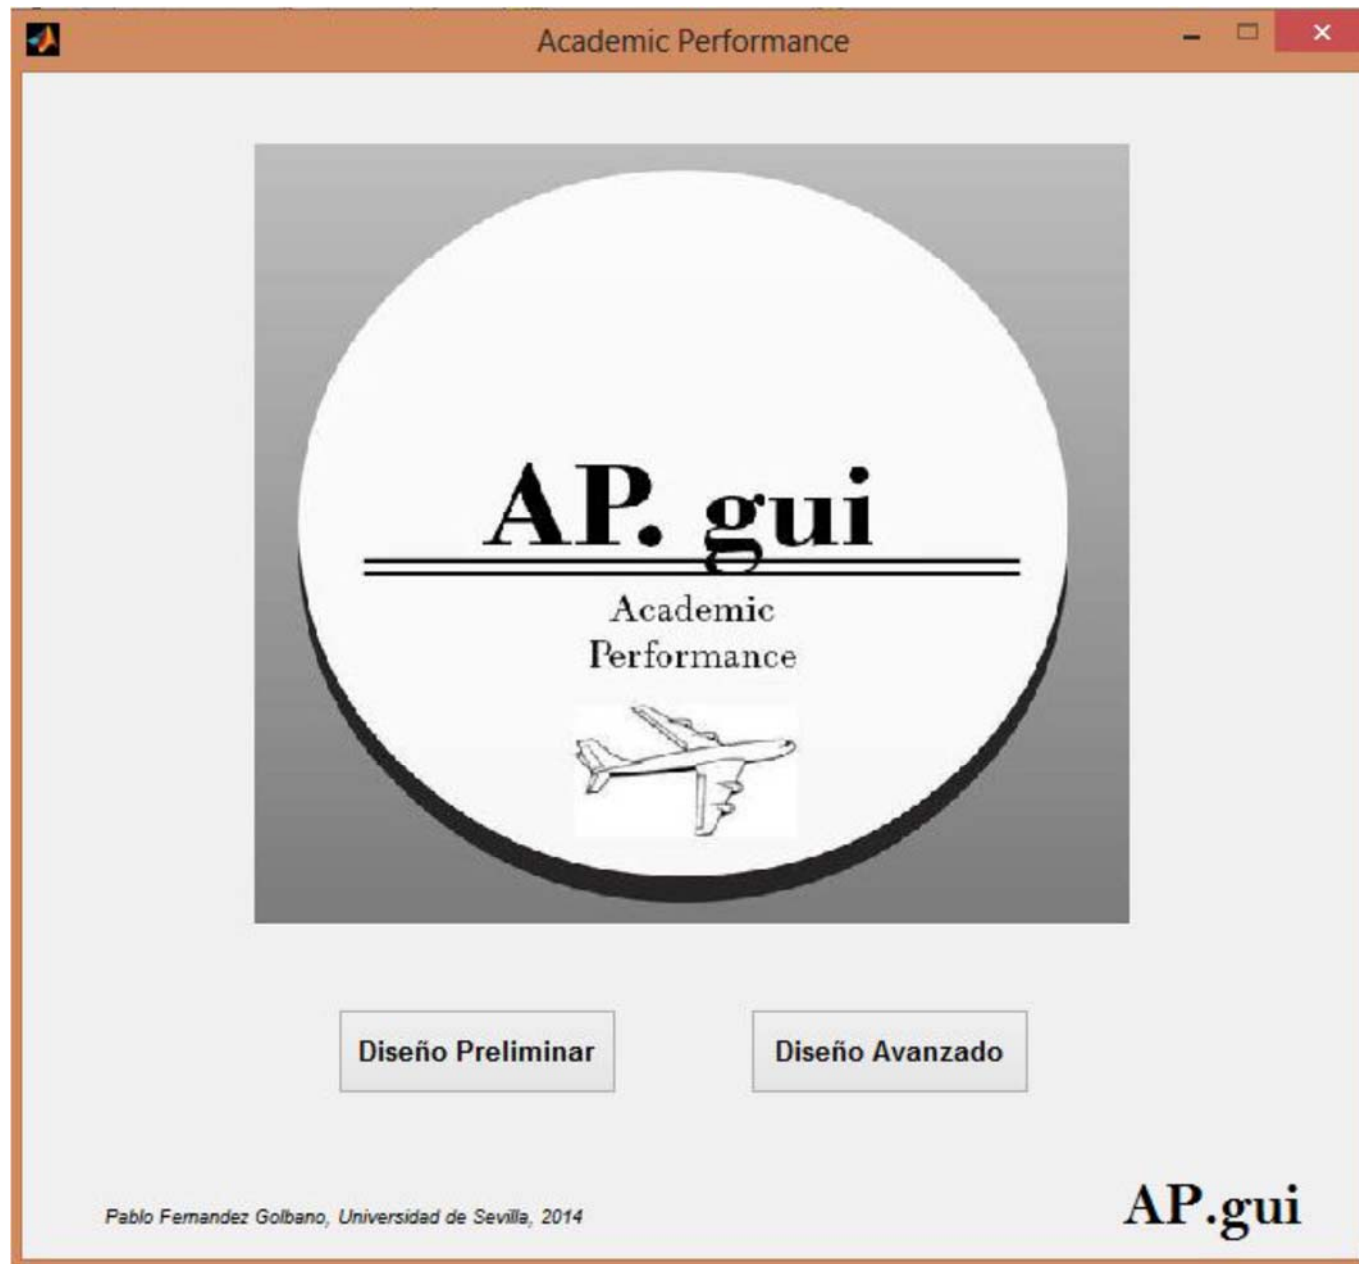 Academic Performance
AP. gui
Academic
Performance
Diseño Preliminar
Diseño Avanzado
Pablo Fernandez Golbano, Universidad de Sevilla, 2014
AP.gui